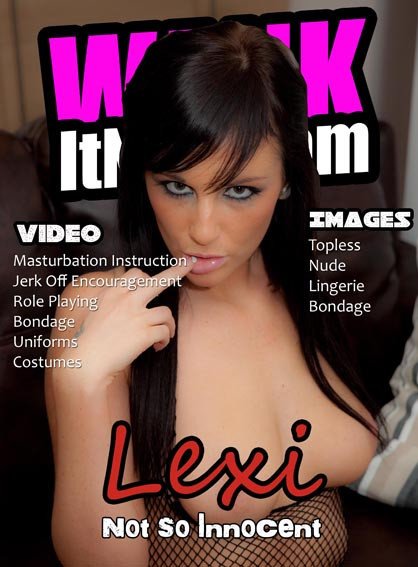 VIDEO
Masturbation Instruction
Jerk Off Encouragement
Role Playing
Bondage
Uniforms
Costumes
IMAGES
Topless
Nude
Lingerie
Bondage
Lexi
Not So Innocent